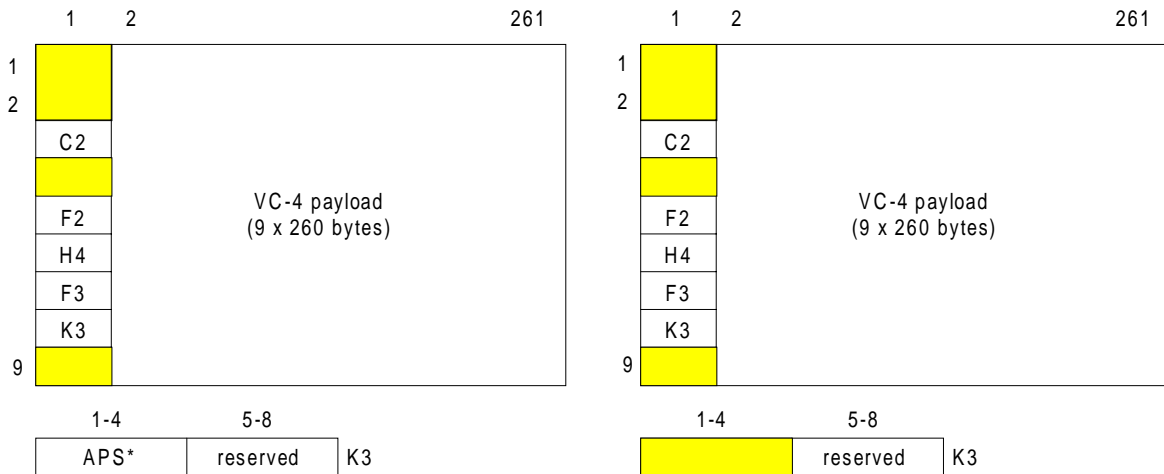 1 2 261
1
2
C2
F2
H4
F3
K3
9
VC-4 payload
(9 x 260 bytes)
1-4 5-8
APS* reserved K3
1 2 261
1
2
C2
F2
H4
F3
K3
9
VC-4 payload
(9 x 260 bytes)
1-4 5-8
reserved K3